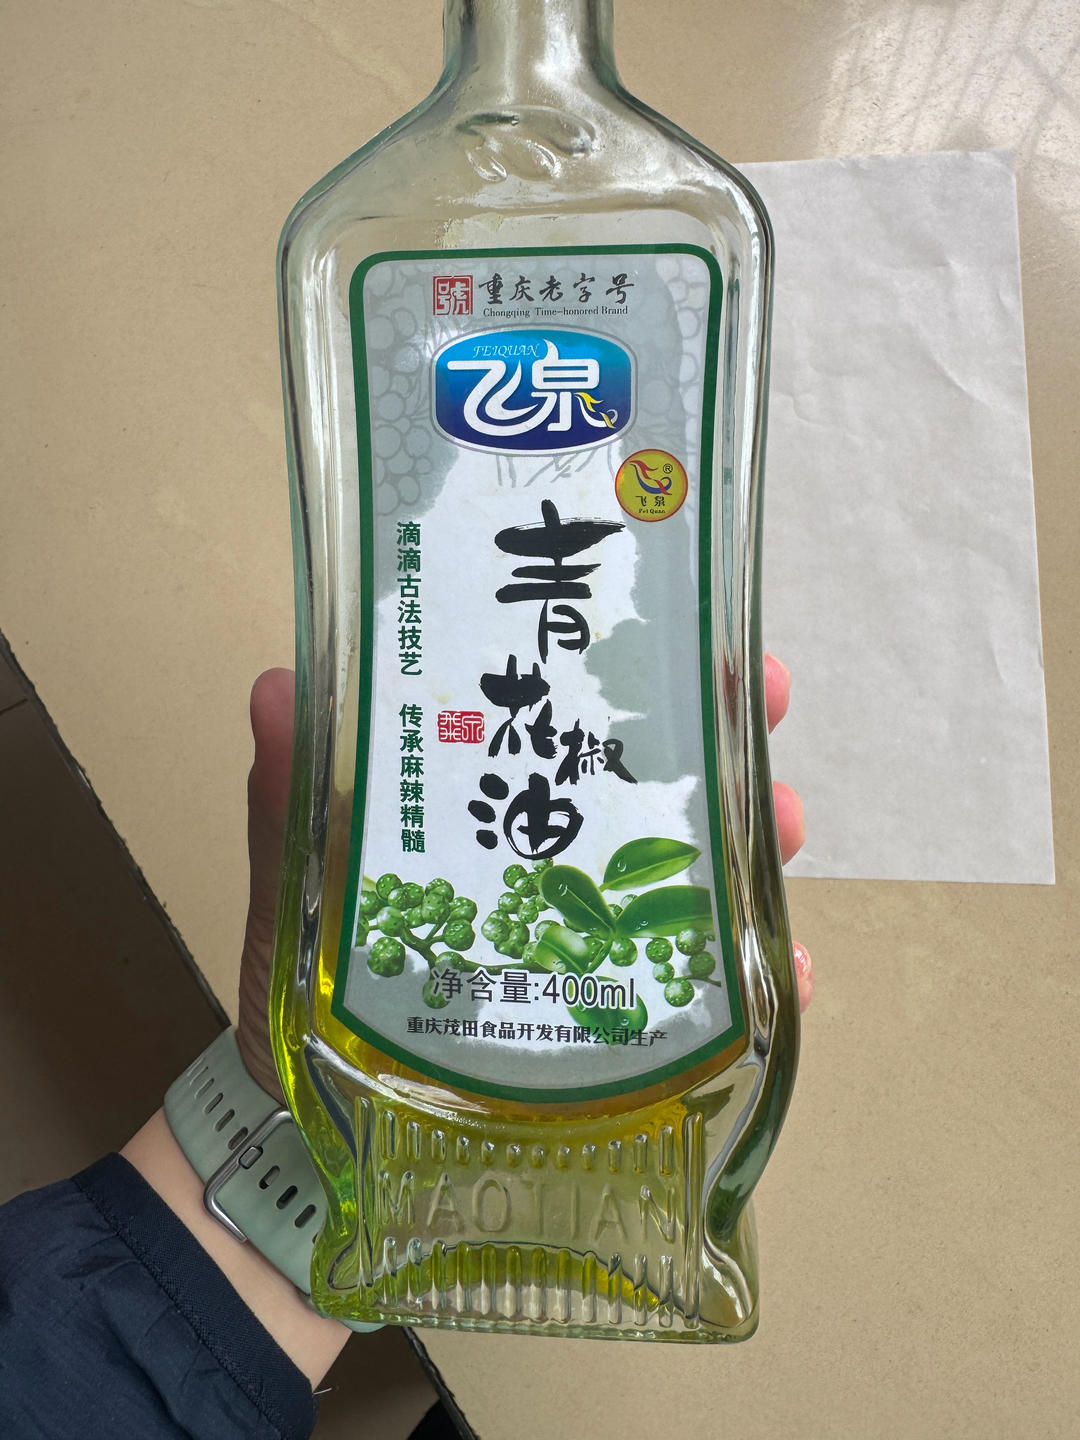 號 重庆老字号
Chongqing Time-honored Brand
FEIQUAN
飞泉
®
飞泉
Fei Quan
青花椒油
滴滴古法技艺 传承麻辣精髓
净含量:400ml
重庆茂田食品开发有限公司生产
MAOTIAN